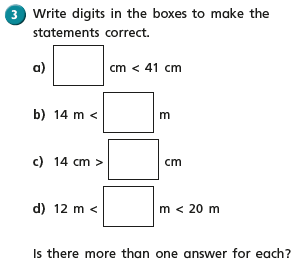 3 Write digits in the boxes to make the
statements correct.
a) cm < 41 cm
b) 14 m < m
c) 14 cm > cm
d) 12 m < m < 20 m
Is there more than one answer for each?